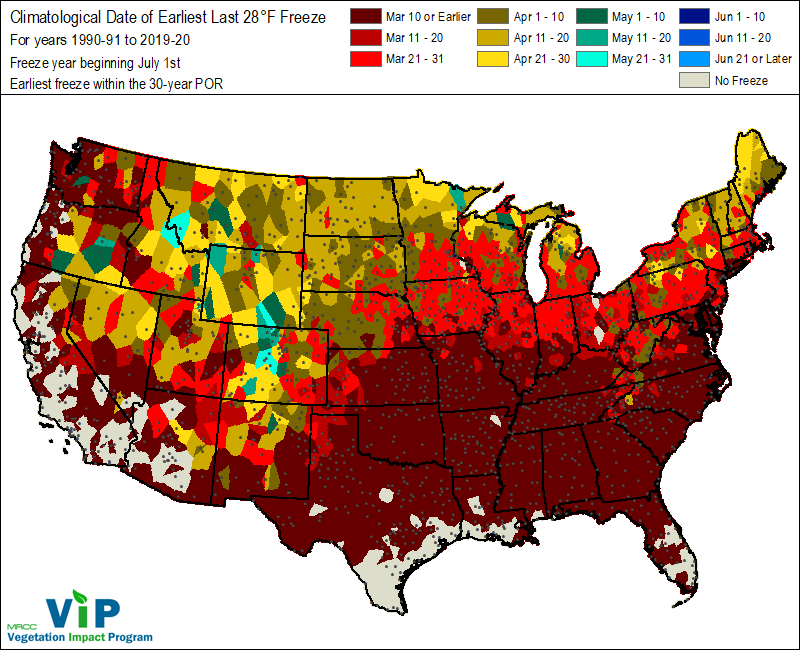 Climatological Date of Earliest Last 28°F Freeze
For years 1990-91 to 2019-20
Freeze year beginning July 1st
Earliest freeze within the 30-year POR
Mar 10 or Earlier
Mar 11 - 20
Mar 21 - 31
Apr 1 - 10
Apr 11 - 20
Apr 21 - 30
May 1 - 10
May 11 - 20
May 21 - 31
Jun 1 - 10
Jun 11 - 20
Jun 21 or Later
No Freeze
MRCC
ViP
Vegetation Impact Program